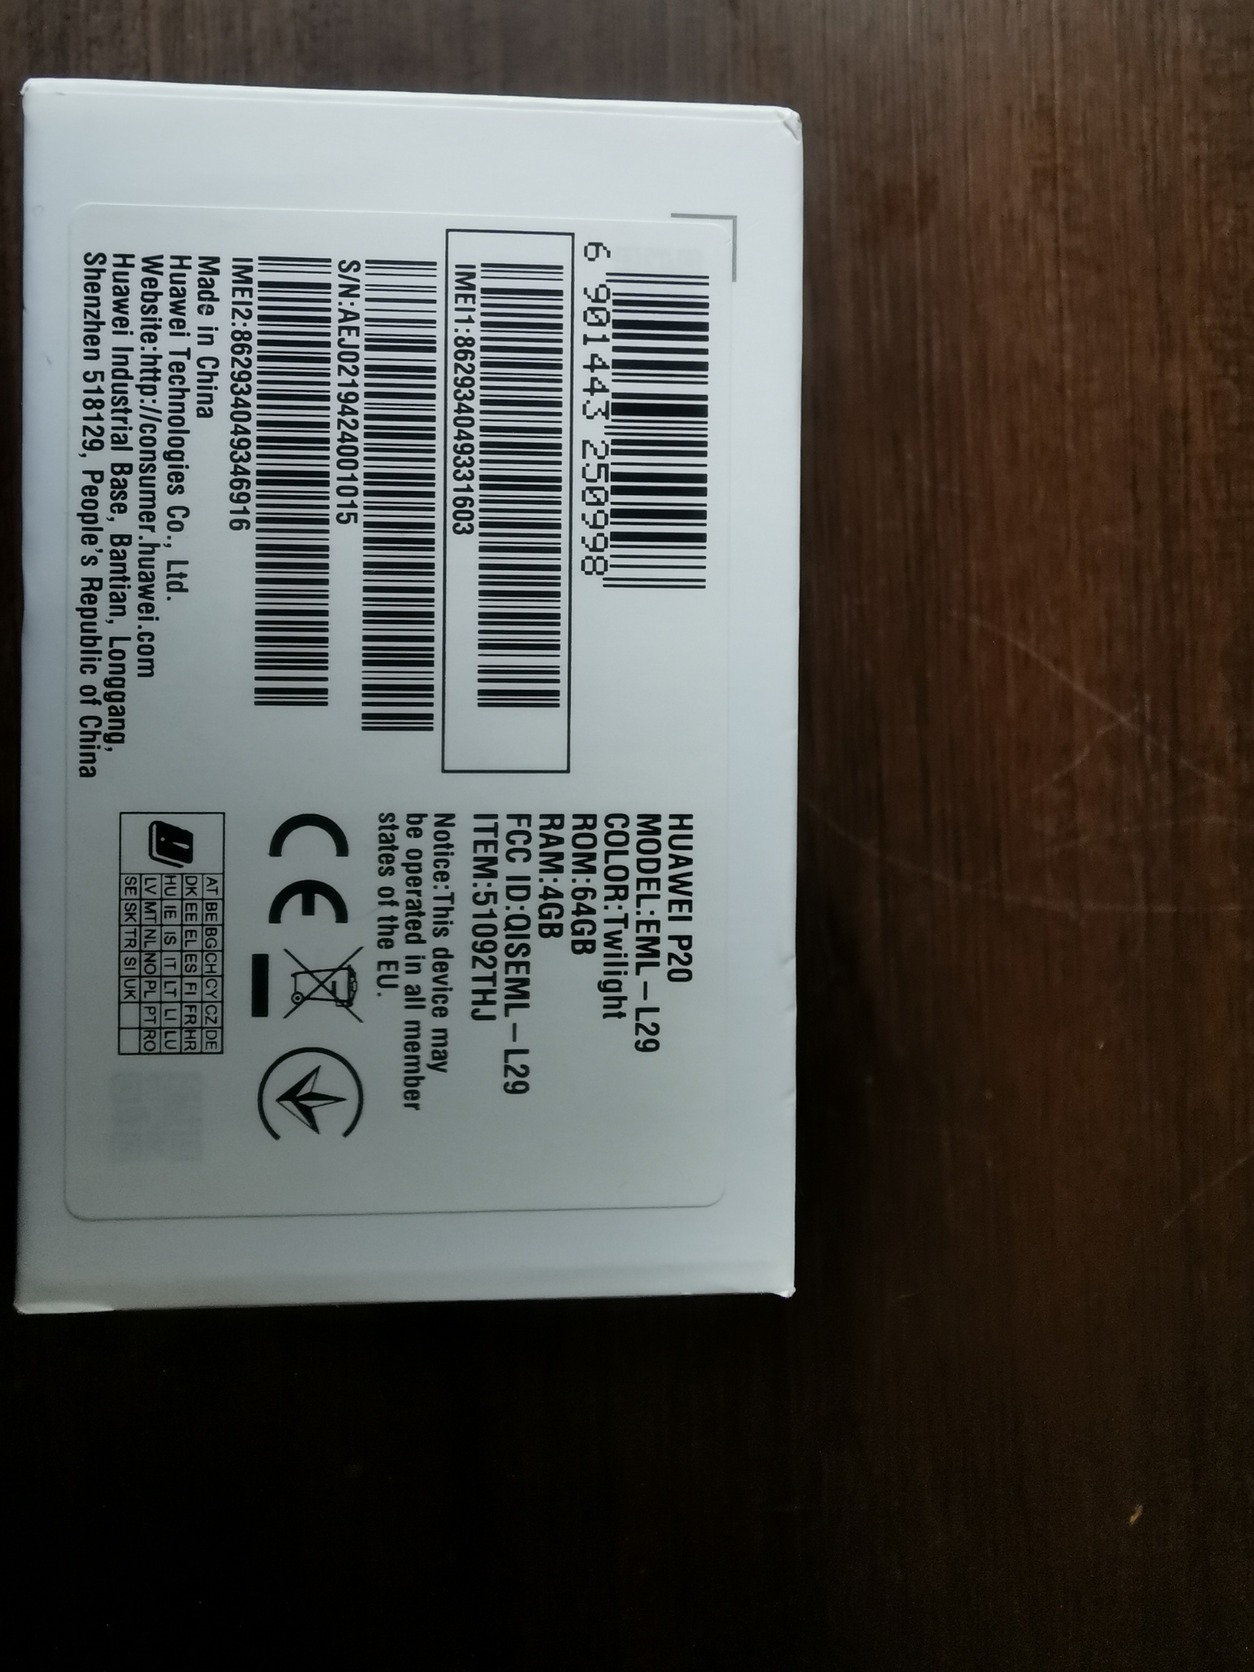 6 901443 250998
IMEI1:862934049331603
S/N:AEJ0219424001015
IMEI2:862934049346916
Made in China
Huawei Technologies Co., Ltd.
Website:http://consumer.huawei.com
Huawei Industrial Base, Bantian, Longgang,
Shenzhen 518129, People's Republic of China
HUAWEI P20
MODEL:EML-L29
COLOR:Twilight
ROM:64GB
RAM:4GB
FCC ID:QISEML-L29
ITEM:51092THJ
Notice:This device may
be operated in all member
states of the EU.
CE
AT BE BG CH CY CZ DE
DK EE EL ES FI FR HR
HU IE IS IT LT LI LU
LV MT NL NO PL PT RO
SE SK TR SI UK